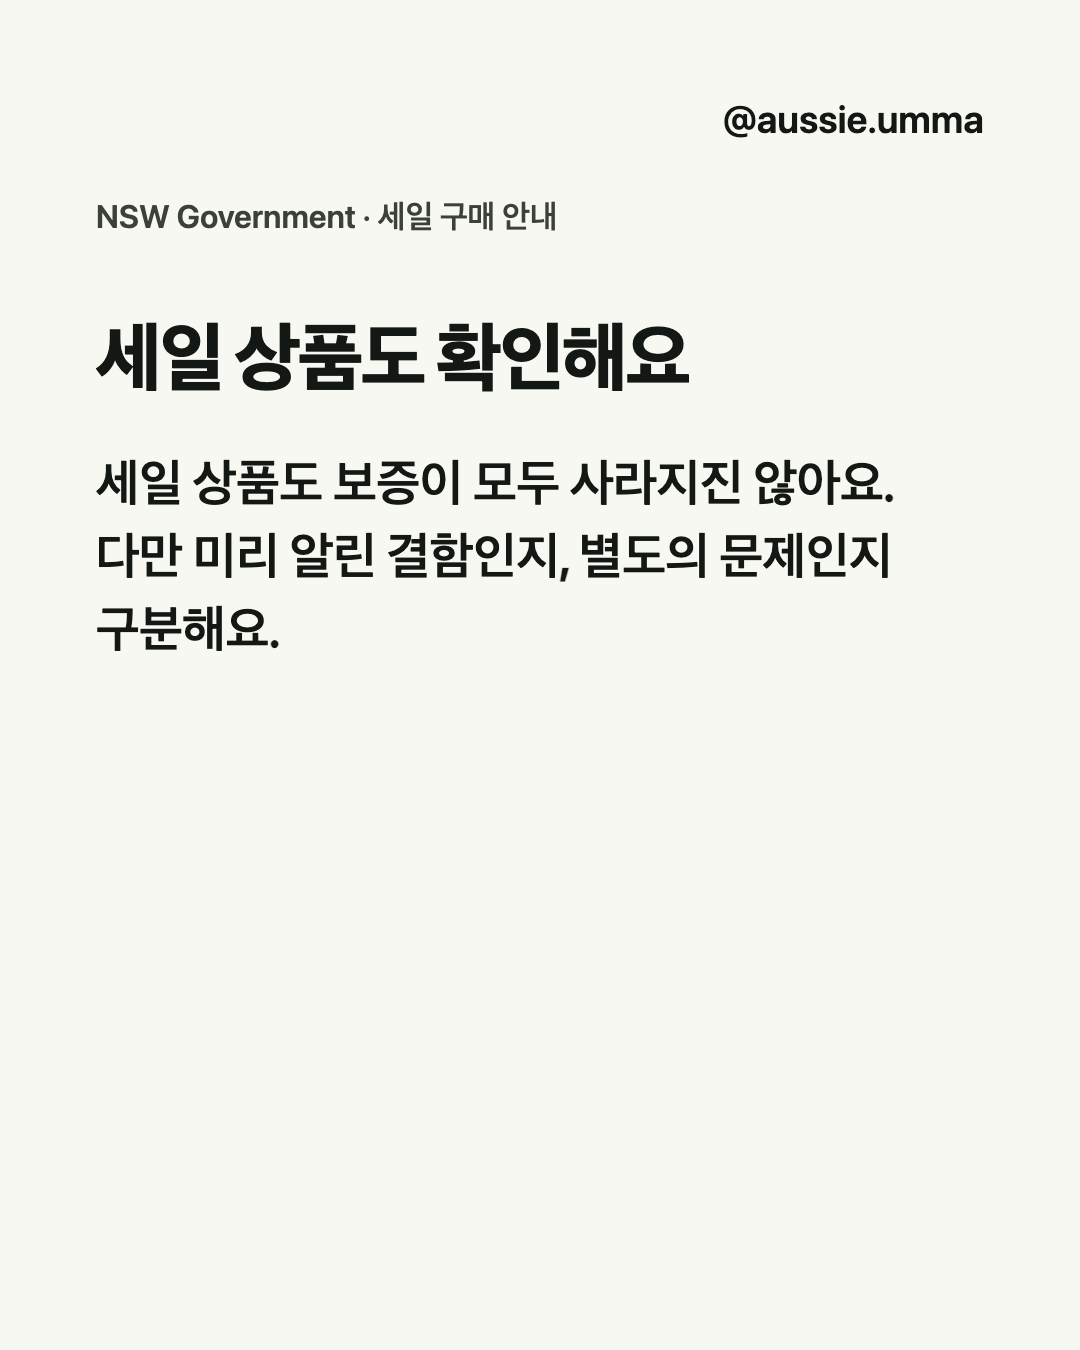 @aussie.umma
NSW Government · 세일 구매 안내
세일 상품도 확인해요
세일 상품도 보증이 모두 사라지진 않아요.
다만 미리 알린 결함인지, 별도의 문제인지
구분해요.